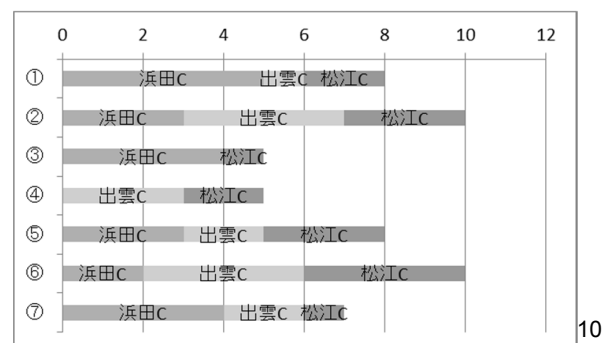 0 2 4 6 8 10 12
① 浜田C 出雲C 松江C
② 浜田C 出雲C 松江C
③ 浜田C 松江C
④ 出雲C 松江C
⑤ 浜田C 出雲C 松江C
⑥ 浜田C 出雲C 松江C
⑦ 浜田C 出雲C 松江C
10